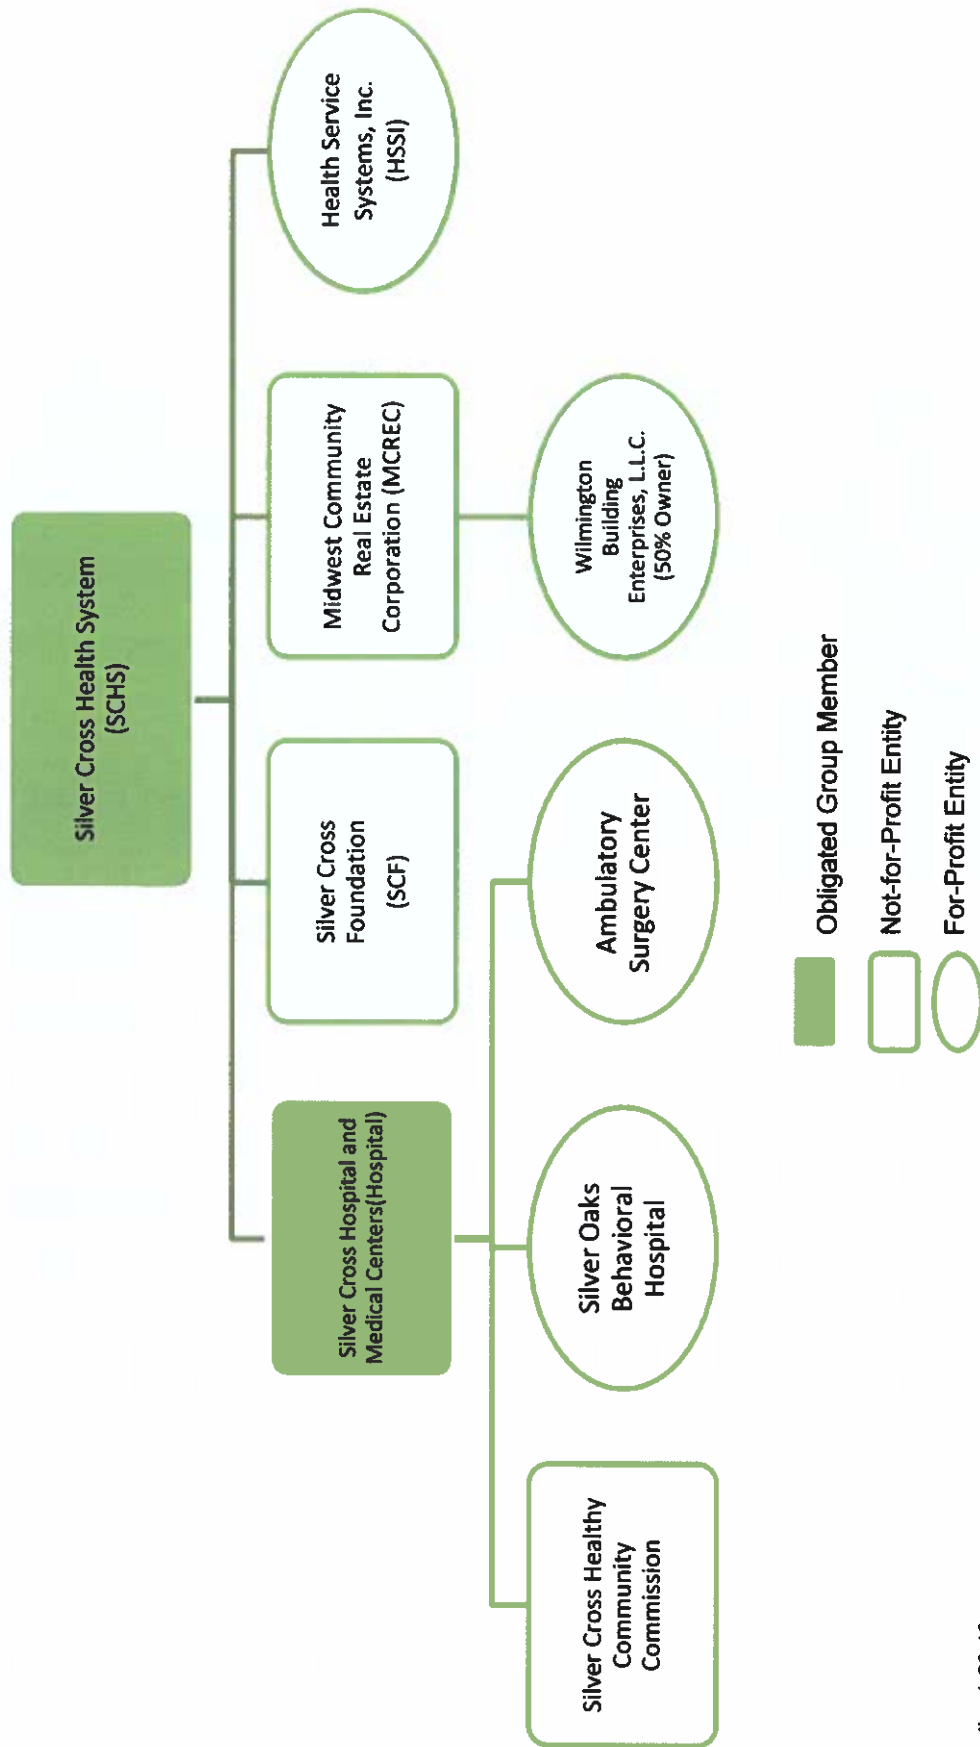 Silver Cross Health System
(SCHS)
Silver Cross Hospital and
Medical Centers(Hospital)
Silver Cross
Foundation
(SCF)
Midwest Community
Real Estate
Corporation (MCREC)
Health Service
Systems, Inc.
(HSSI)
Silver Cross Healthy
Community
Commission
Silver Oaks
Behavioral
Hospital
Ambulatory
Surgery Center
Wilmington
Building
Enterprises, L.L.C.
(50% Owner)
Obligated Group Member
Not-for-Profit Entity
For-Profit Entity